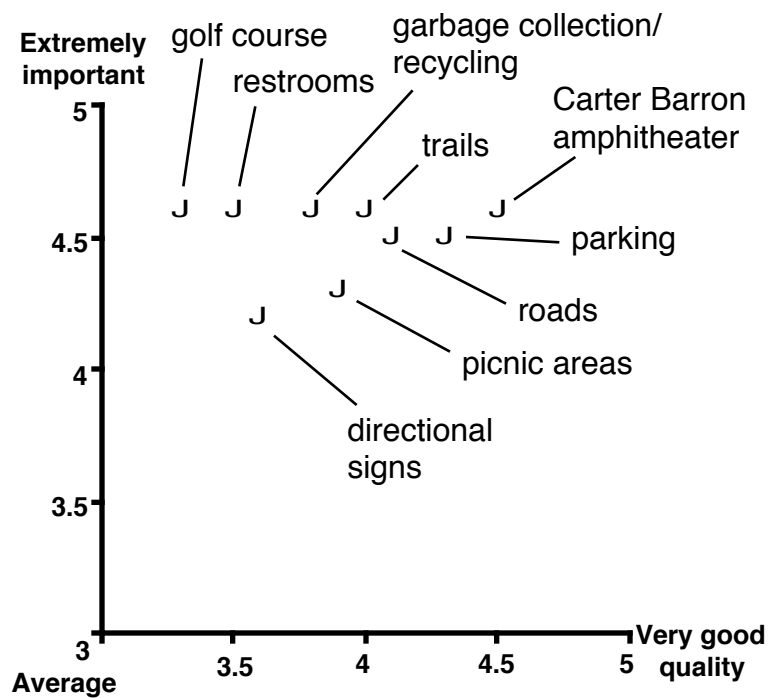 Extremely
important
golf course
restrooms
garbage collection/
recycling
trails
Carter Barron
amphitheater
5
J J J J J
4.5
J J
parking
J
roads
J
picnic areas
4
directional
signs
3.5
3
Average
3.5
4
4.5
5
Very good
quality